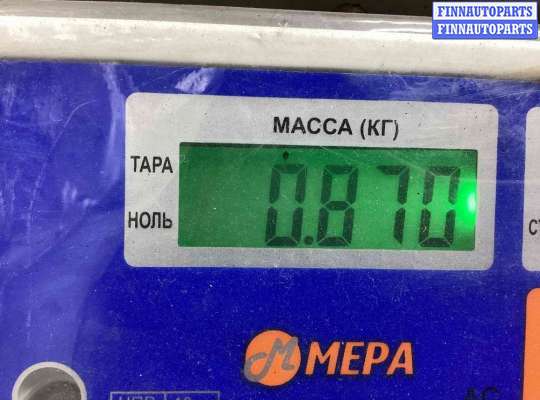 FINNAUTOPARTS
FINNAUTOPARTS
МАССА (КГ)
ТАРА
0.870
НОЛЬ
МЕРА